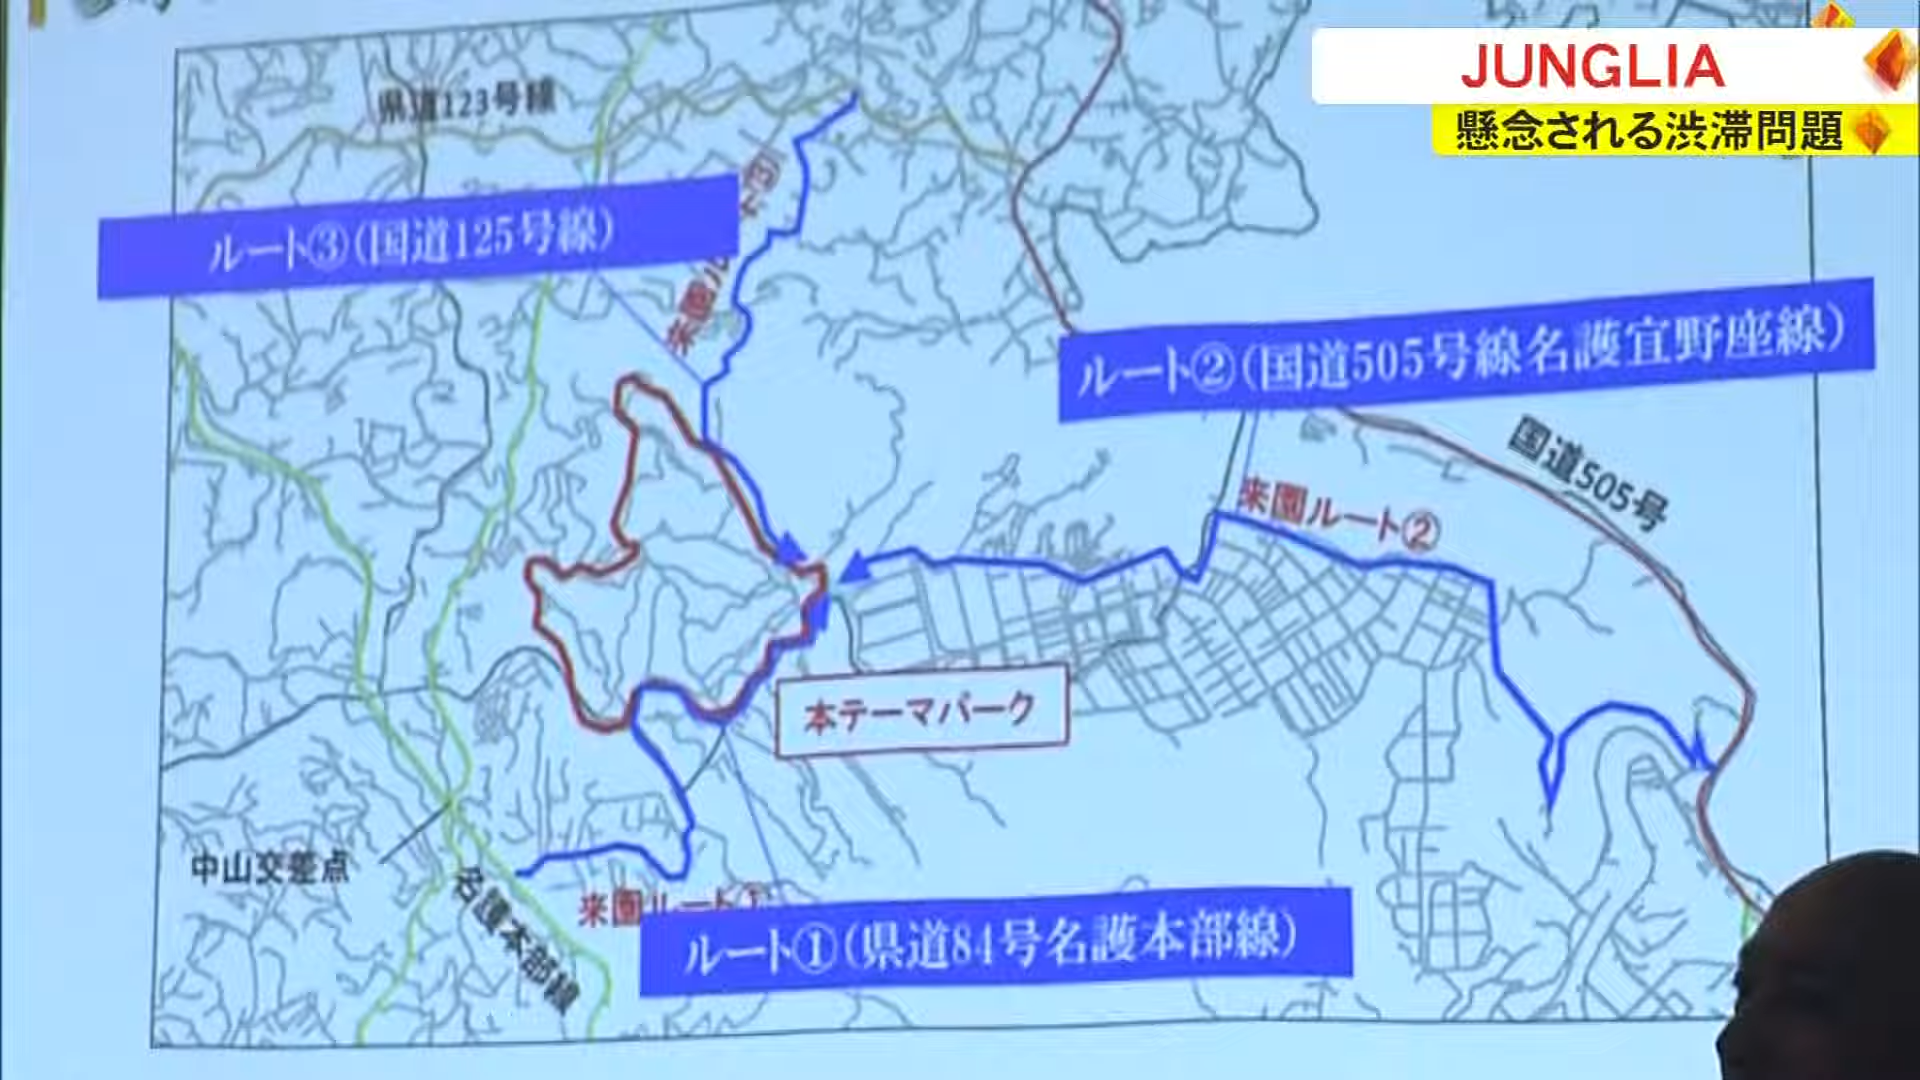 JUNGLIA
懸念される渋滞問題
県道123号線
ルート③(国道125号線)
来園ル
ルート②(国道505号線名護宜野座線)
国道505号
来園ルート②
本テーマパーク
中山交差点
名護本部線
来園ルート①
ルート①(県道84号名護本部線)